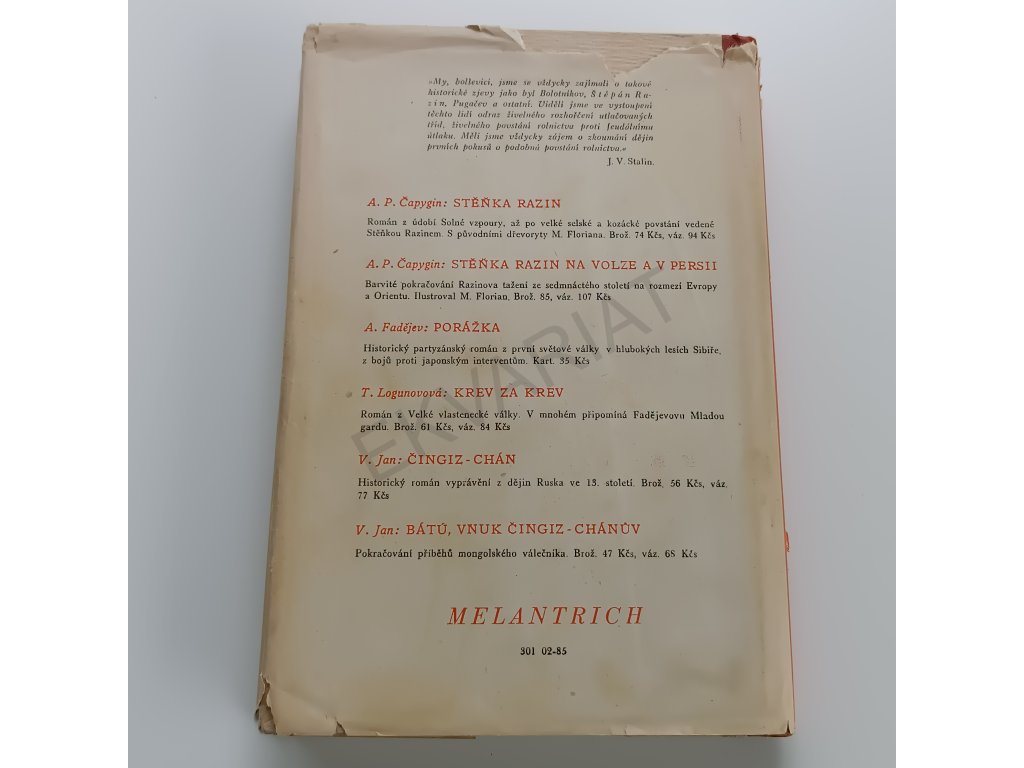 »My, bolševici, jsme se vždycky zajímali o takové
historické zjevy jako byl Bolotnikov, Štěpán Ra-
zin, Pugačev a ostatní. Viděli jsme ve vystoupení
těchto lidí odraz živelného rozhořčení utlačovaných
tříd, živelného povstání rolnictva proti feudálnímu
útlaku. Měli jsme vždycky zájem o zkoumání dějin
prvních pokusů o podobná povstání rolnictva.«
J. V. Stalin.
A. P. Čapygin: STĚŇKA RAZIN
Román z údobí Solné vzpoury, až po velké selské a kozácké povstání vedené
Stěňkou Razinem. S původními dřevoryty M. Floriana. Brož. 74 Kčs, váz. 94 Kčs
A. P. Čapygin: STĚŇKA RAZIN NA VOLZE A V PERSII
Barvité pokračování Razinova tažení ze sedmnáctého století na rozmezí Evropy
a Orientu. Ilustroval M. Florian. Brož. 85, váz. 107 Kčs
A. Faděјev: PORÁŽKA
Historický partyzánský román z první světové války v hlubokých lesích Sibiře,
z bojů proti japonským interventům. Kart. 35 Kčs
T. Logunovová: KREV ZA KREV
Román z Velké vlastenecké války. V mnohém připomíná Fadějevovu Mladou
gardu. Brož. 61 Kčs, váz. 84 Kčs
V. Jan: ČINGIZ-CHÁN
Historický román vyprávění z dějin Ruska ve 13. století. Brož. 56 Kčs, váz.
77 Kčs
V. Jan: BÁTÚ, VNUK ČINGIZ-CHÁNŮV
Pokračování příběhů mongolského válečníka. Brož. 47 Kčs, váz. 68 Kčs
MELANTRICH
301 02-85
EKVARIAT